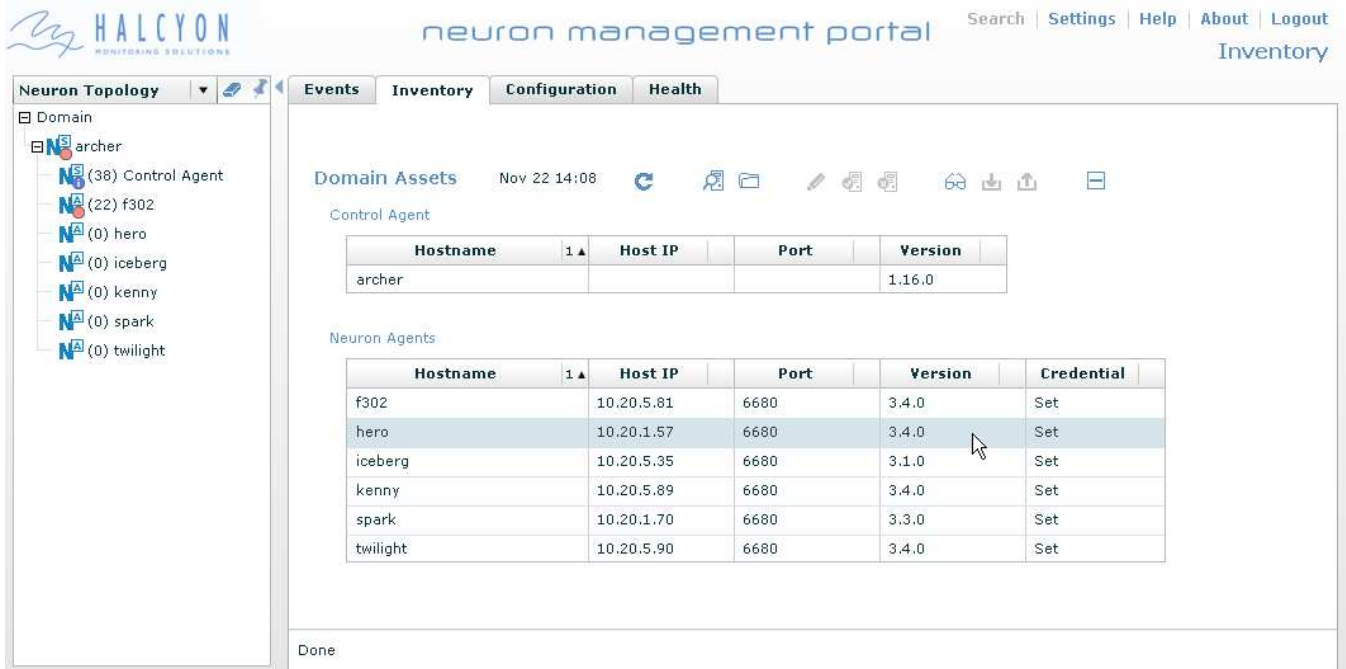 HALCYON
MONITORING SOLUTIONS
neuron management portal
Search | Settings | Help | About | Logout
Inventory
Neuron Topology
Domain
archer
(38) Control Agent
(22) f302
(0) hero
(0) iceberg
(0) kenny
(0) spark
(0) twilight
Events Inventory Configuration Health
Domain Assets Nov 22 14:08
Control Agent
Hostname 1 Host IP Port Version
archer 1.16.0
Neuron Agents
Hostname 1 Host IP Port Version Credential
f302 10.20.5.81 6680 3.4.0 Set
hero 10.20.1.57 6680 3.4.0 Set
iceberg 10.20.5.35 6680 3.1.0 Set
kenny 10.20.5.89 6680 3.4.0 Set
spark 10.20.1.70 6680 3.3.0 Set
twilight 10.20.5.90 6680 3.4.0 Set
Done